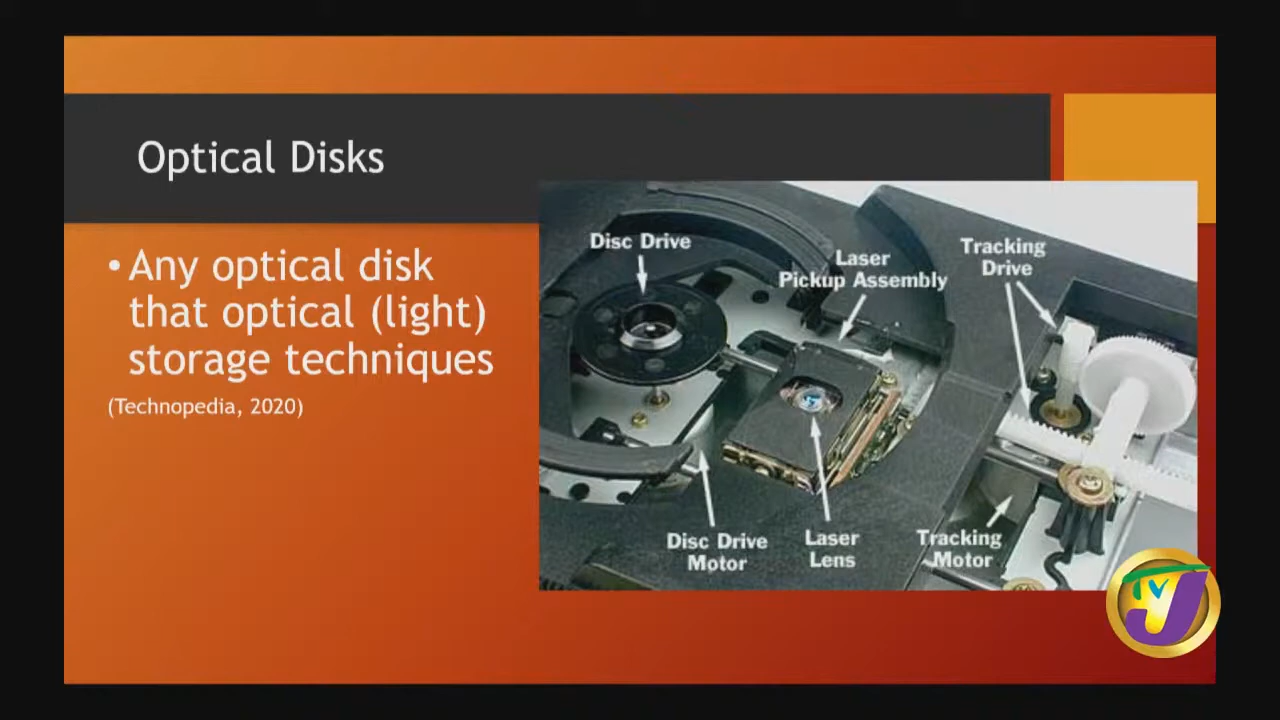 Optical Disks
• Any optical disk
that optical (light)
storage techniques
(Technopedia, 2020)
Disc Drive
Laser
Pickup Assembly
Tracking
Drive
Disc Drive
Motor
Laser
Lens
Tracking
Motor
TVJ